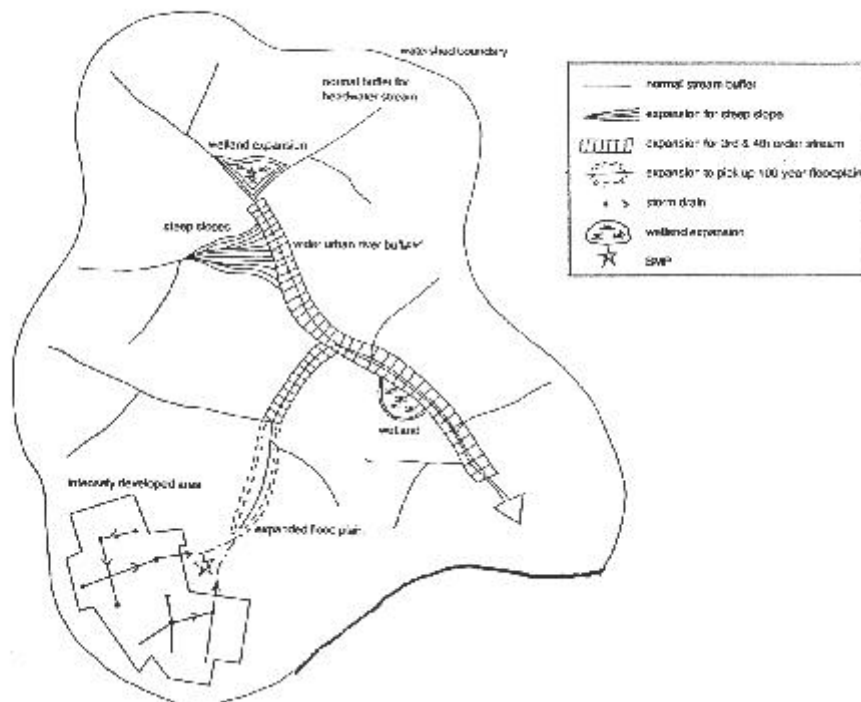 watershed boundary
normal buffer for
headwater stream
wetland expansion
steep slopes
wider urban river buffer
wetland
intensely developed area
expanded flood plain
normal stream buffer
expansion for steep slope
expansion for 3rd & 4th order stream
expansion to pick up 100 year floodplain
storm drain
wetland expansion
BMP